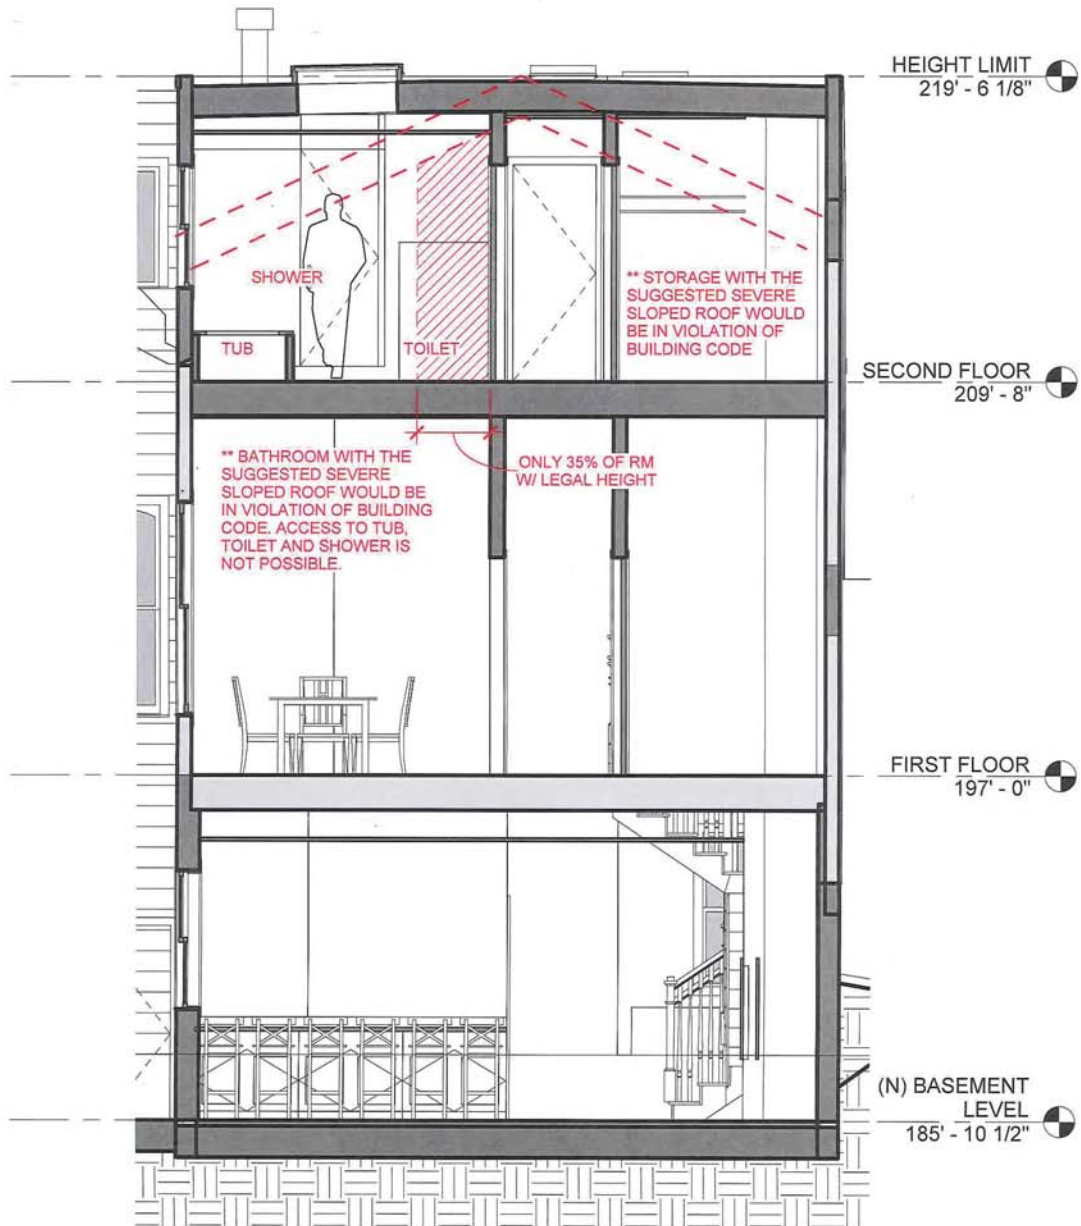 HEIGHT LIMIT
219' - 6 1/8"
SHOWER
** STORAGE WITH THE
SUGGESTED SEVERE
SLOPED ROOF WOULD
BE IN VIOLATION OF
BUILDING CODE
TUB
TOILET
SECOND FLOOR
209' - 8"
** BATHROOM WITH THE
SUGGESTED SEVERE
SLOPED ROOF WOULD BE
IN VIOLATION OF BUILDING
CODE. ACCESS TO TUB,
TOILET AND SHOWER IS
NOT POSSIBLE.
ONLY 35% OF RM
W/ LEGAL HEIGHT
FIRST FLOOR
197' - 0"
(N) BASEMENT
LEVEL
185' - 10 1/2"